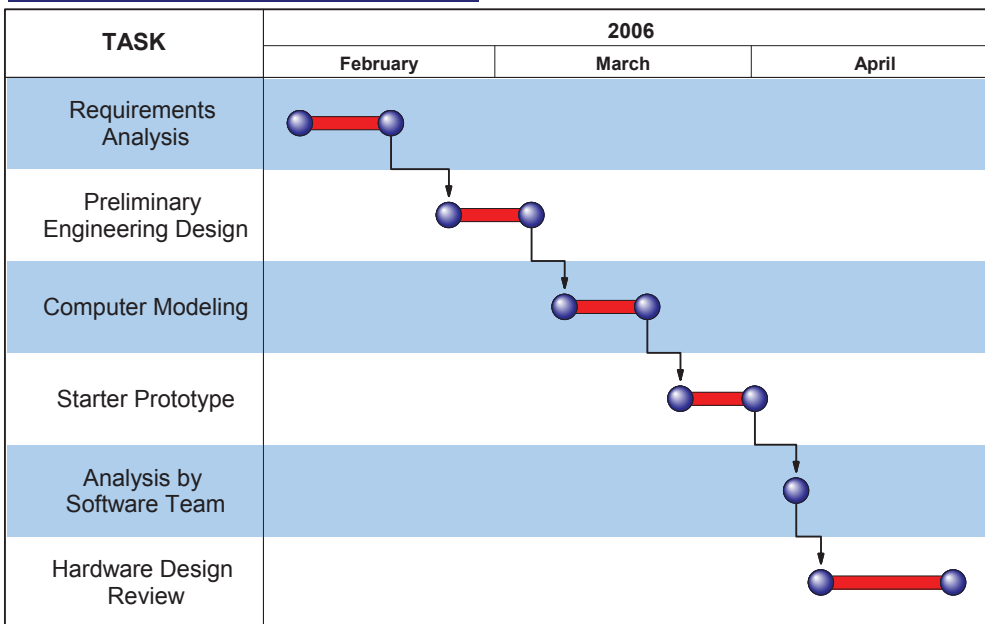 TASK
2006
February
March
April
Requirements
Analysis
Preliminary
Engineering Design
Computer Modeling
Starter Prototype
Analysis by
Software Team
Hardware Design
Review